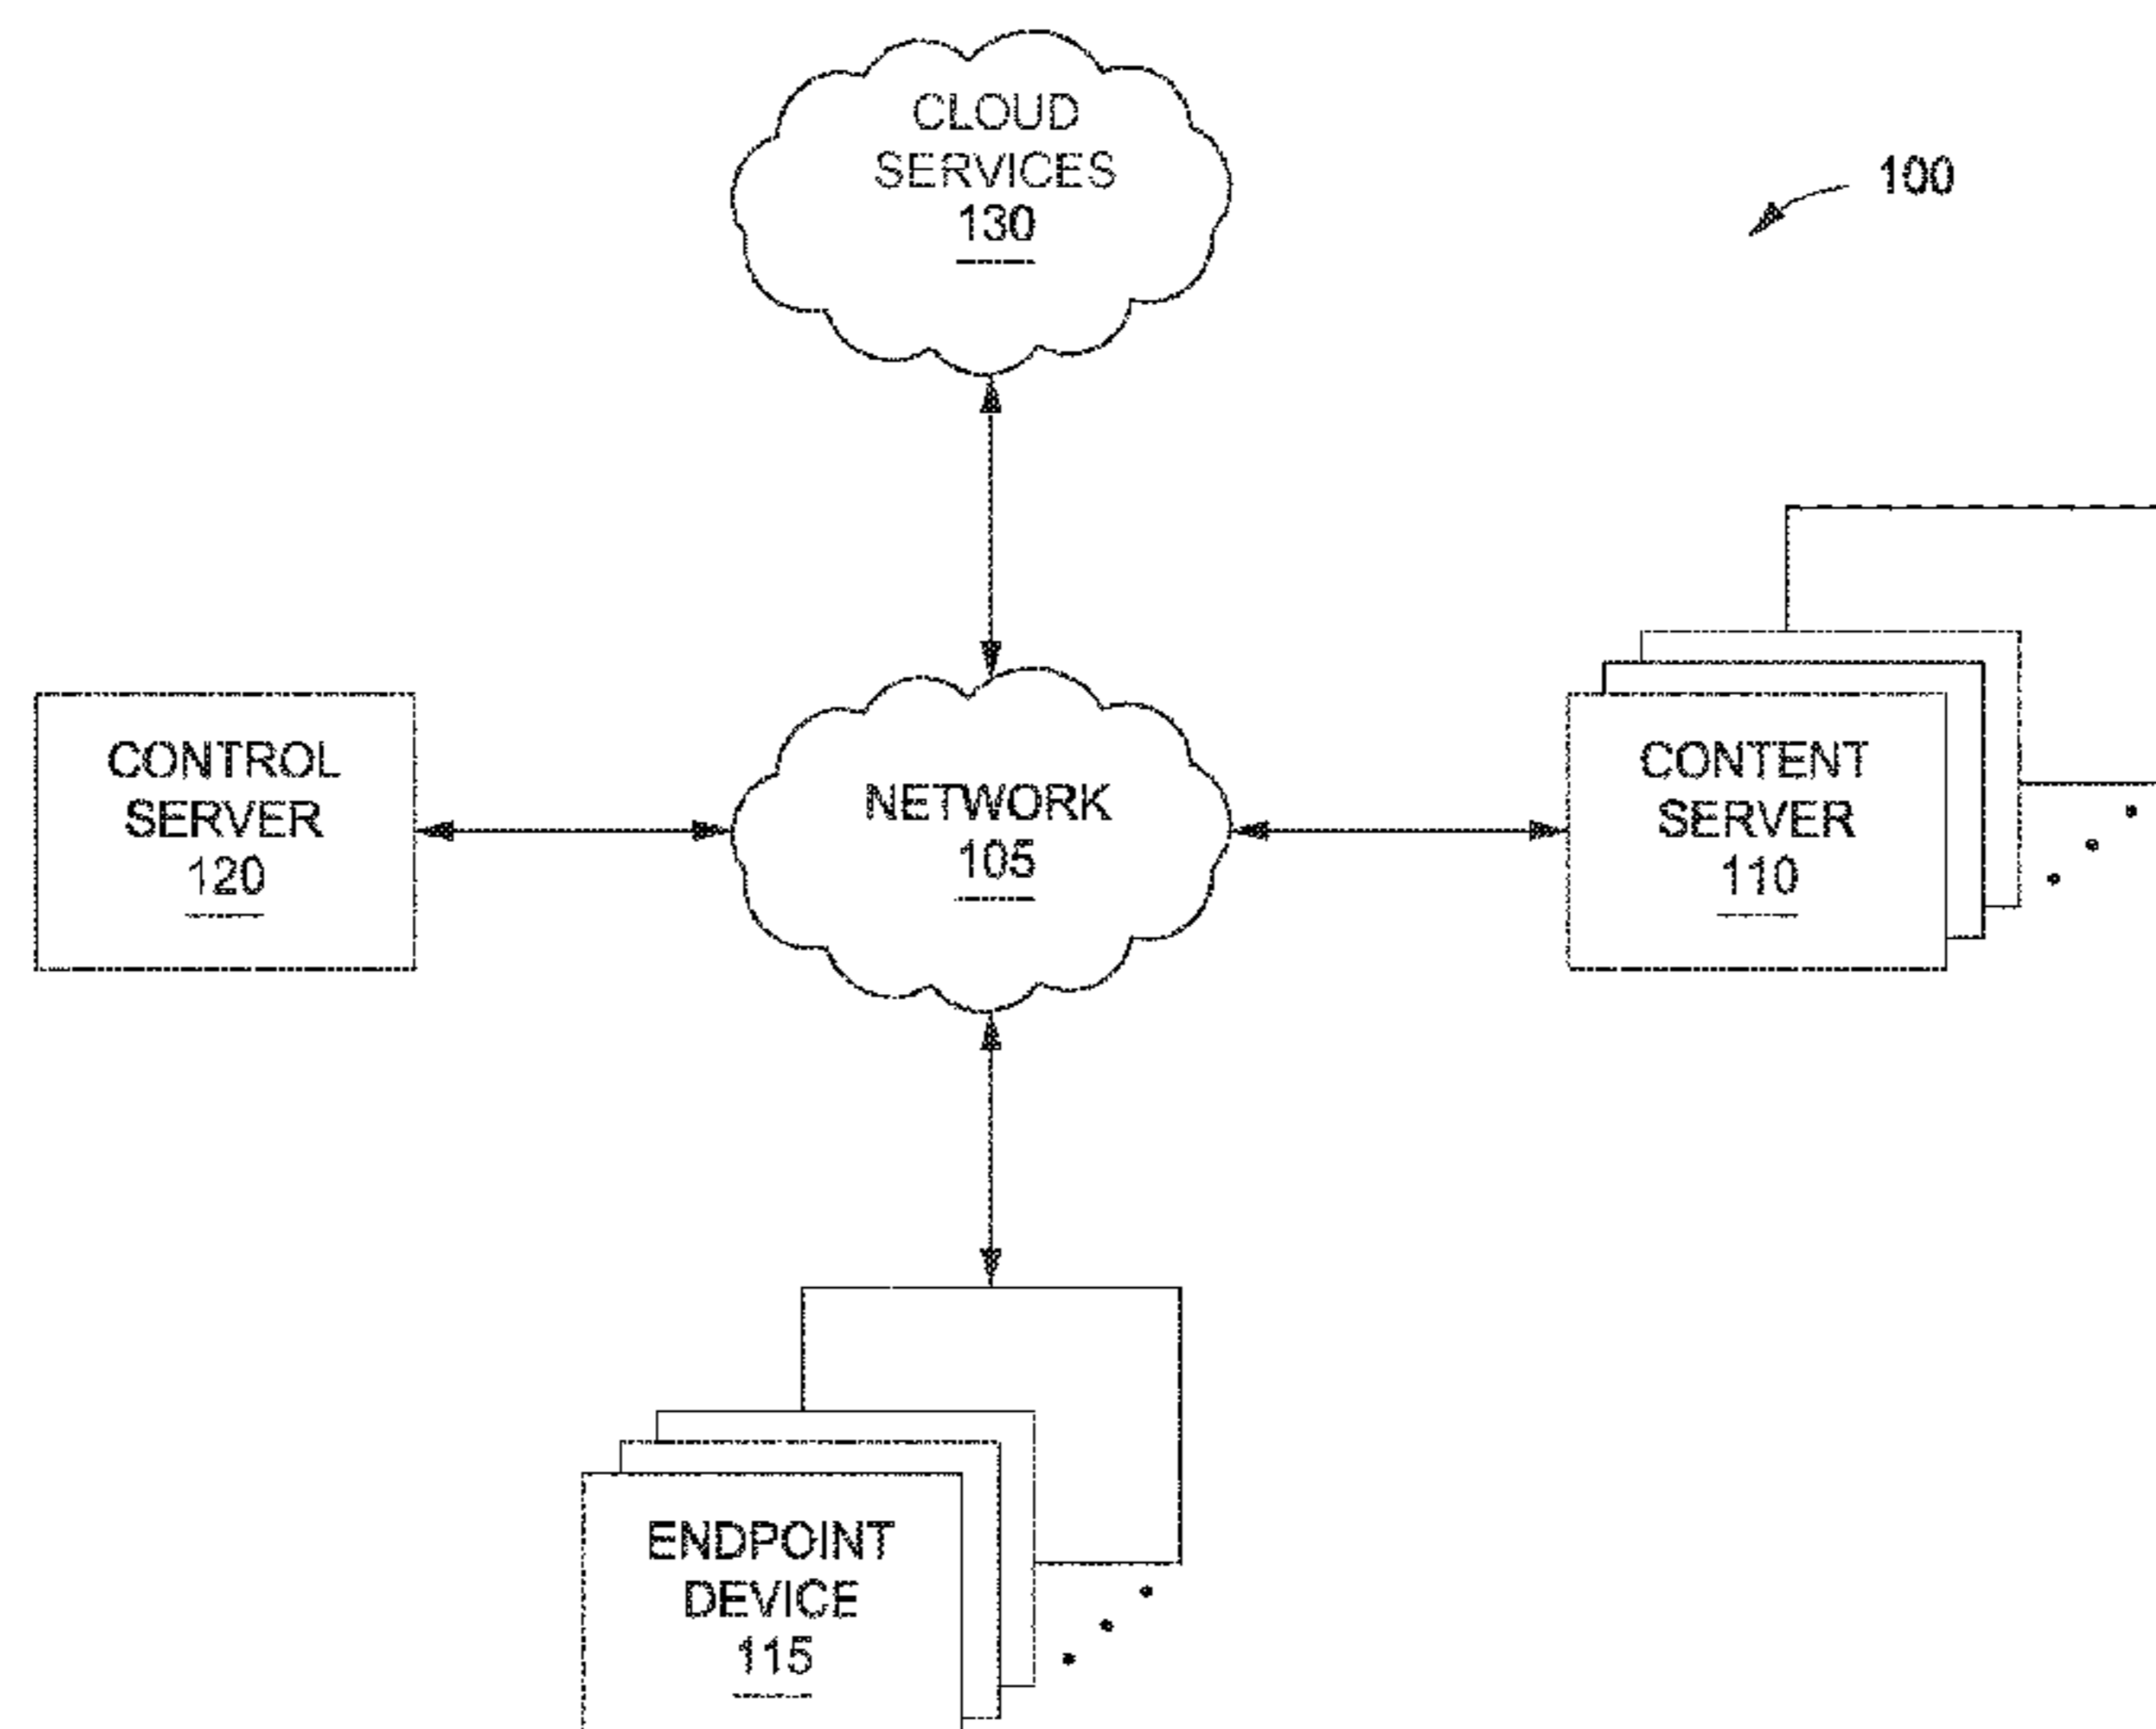 CLOUD
SERVICES
130
100
CONTROL
SERVER
120
NETWORK
105
CONTENT
SERVER
110
ENDPOINT
DEVICE
115